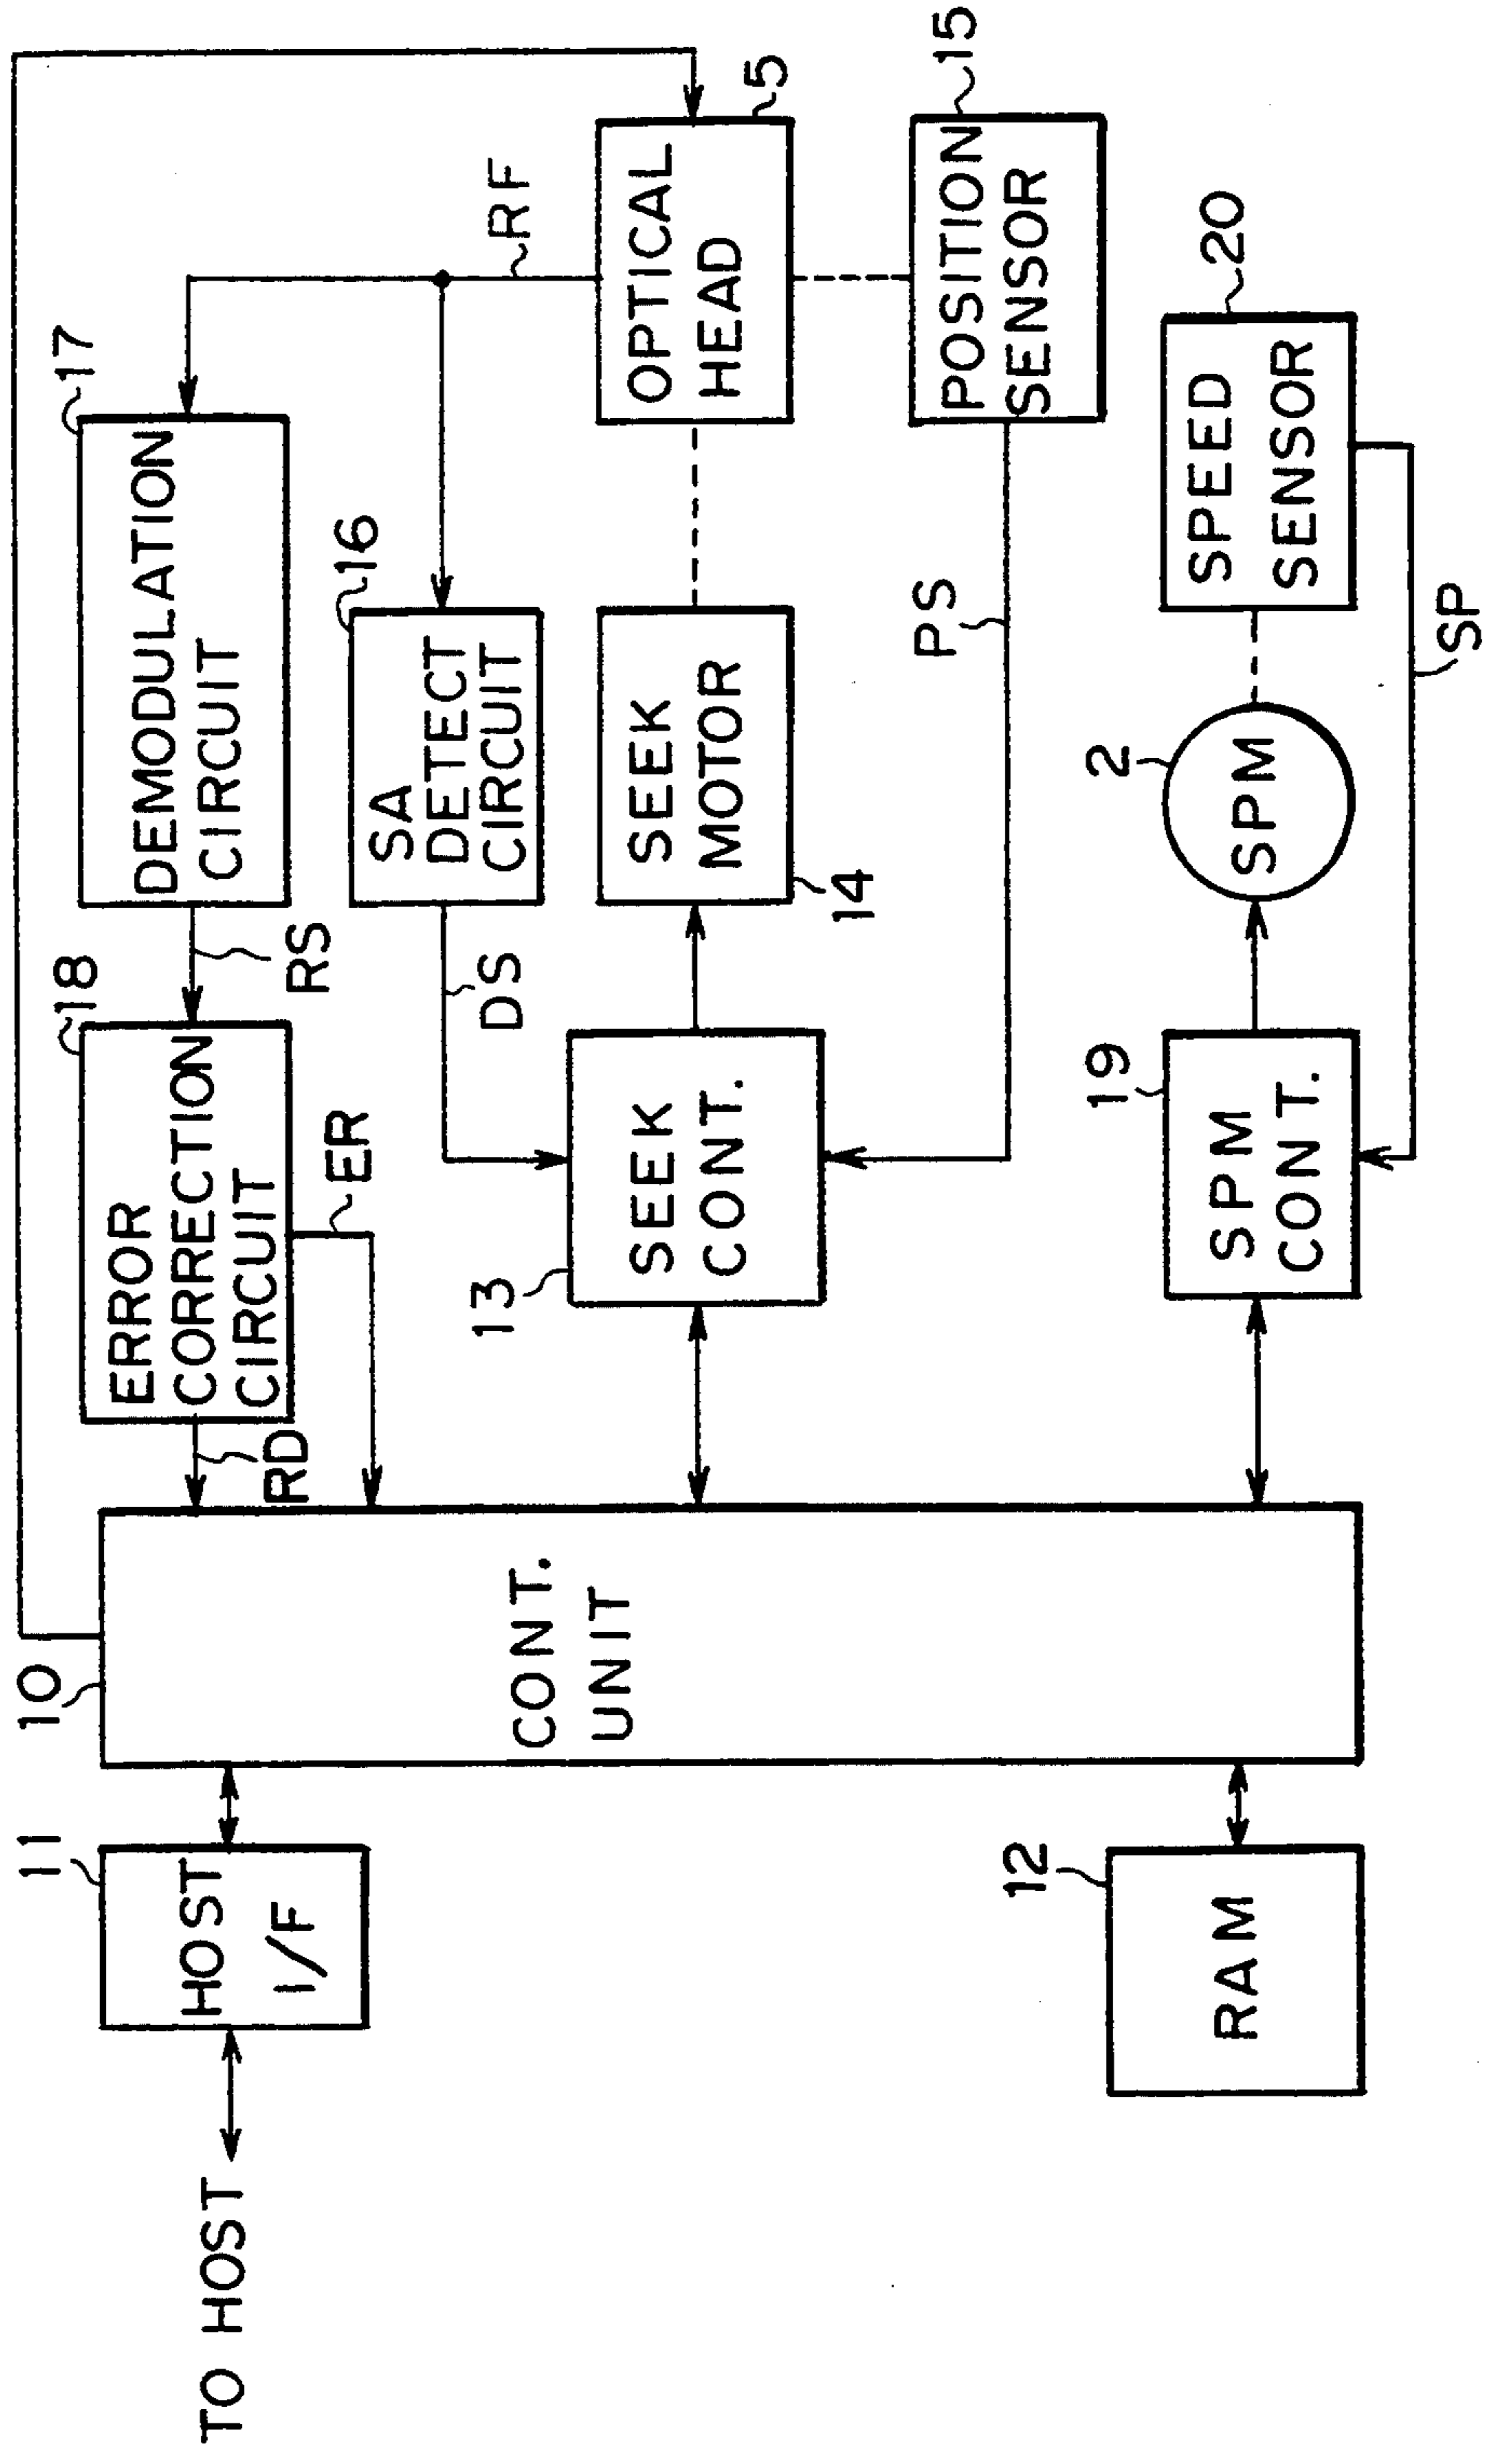 TO HOST
11
HOST
I/F
12
RAM
10
CONT.
UNIT
18
ERROR
CORRECTION
CIRCUIT
RD
ER
RS
17
DEMODULATION
CIRCUIT
16
SA
DETECT
CIRCUIT
DS
RF
13
SEEK
CONT.
14
SEEK
MOTOR
5
OPTICAL
HEAD
PS
15
POSITION
SENSOR
19
SPM
CONT.
2
SPM
20
SPEED
SENSOR
SP